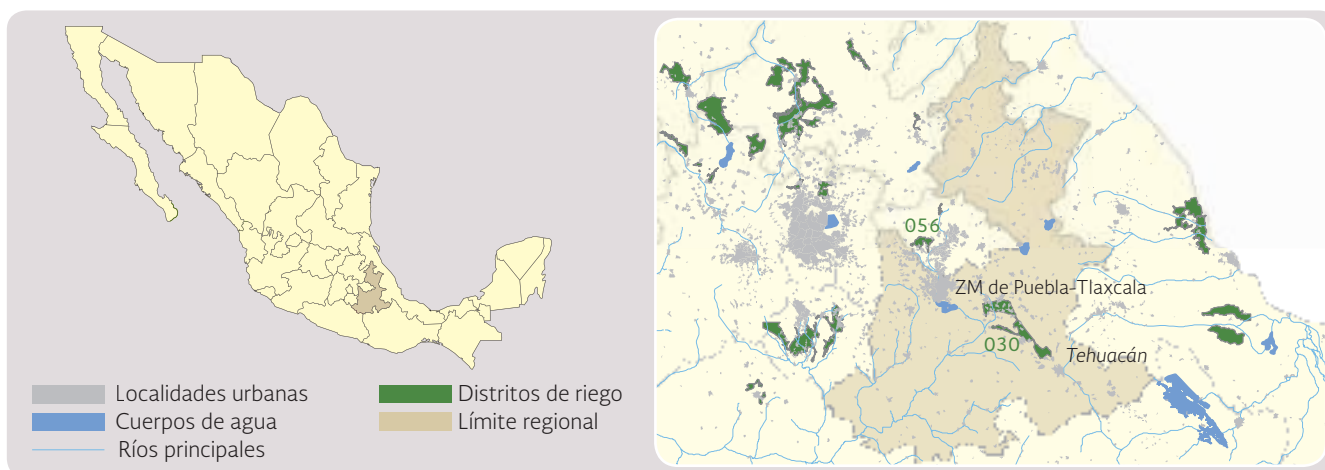 Localidades urbanas
Cuerpos de agua
Ríos principales
Distritos de riego
Límite regional
056
ZM de Puebla-Tlaxcala
030
Tehuacán